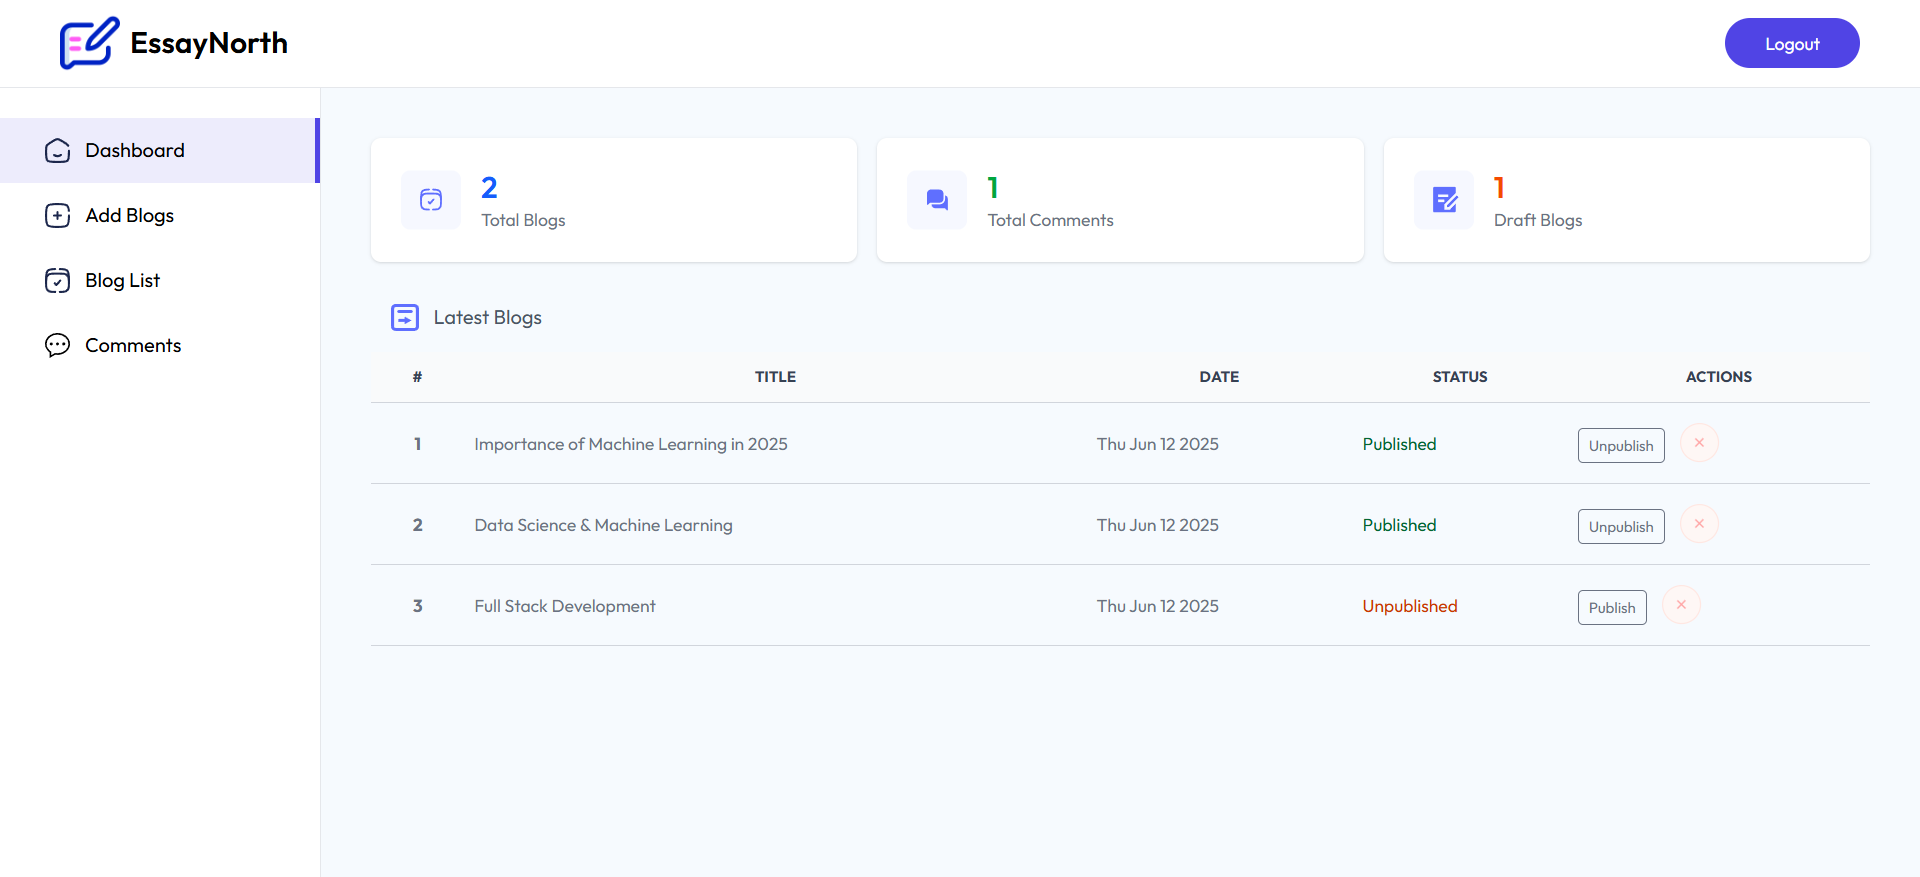 EssayNorth
Logout
Dashboard
Add Blogs
Blog List
Comments
2
Total Blogs
1
Total Comments
1
Draft Blogs
Latest Blogs
# TITLE DATE STATUS ACTIONS
1 Importance of Machine Learning in 2025 Thu Jun 12 2025 Published Unpublish
2 Data Science & Machine Learning Thu Jun 12 2025 Published Unpublish
3 Full Stack Development Thu Jun 12 2025 Unpublished Publish